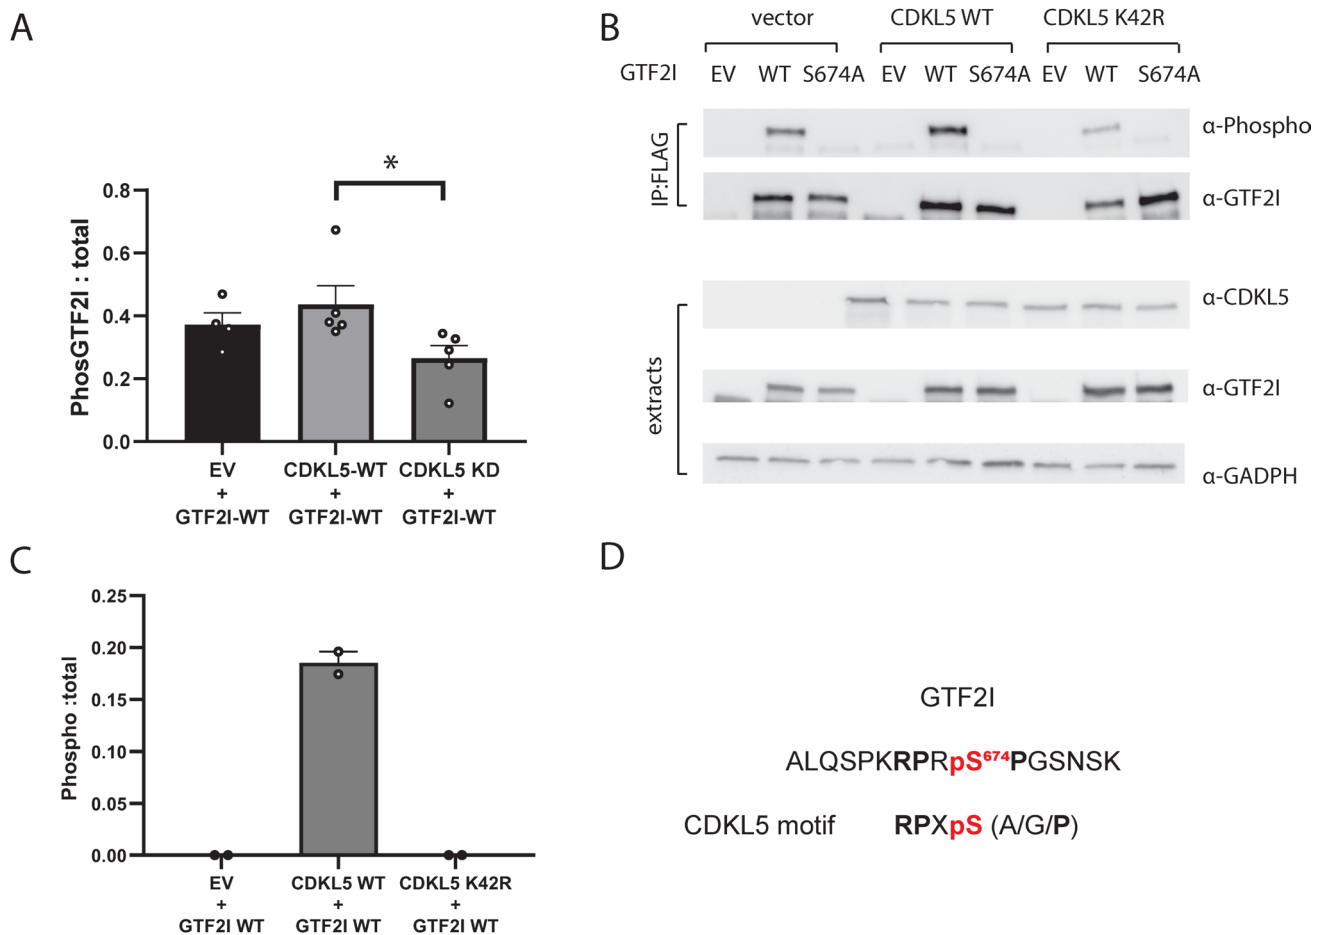 A
*
PhosGTF2I : total
0.8
0.6
0.4
0.2
0.0
EV CDKL5-WT CDKL5 KD
+ + +
GTF2I-WT GTF2I-WT GTF2I-WT
B
vector CDKL5 WT CDKL5 K42R
GTF2I EV WT S674A EV WT S674A EV WT S674A
IP:FLAG
α-Phospho
α-GTF2I
extracts
α-CDKL5
α-GTF2I
α-GADPH
C
Phospho :total
0.25
0.20
0.15
0.10
0.05
0.00
EV CDKL5 WT CDKL5 K42R
+ + +
GTF2I WT GTF2I WT GTF2I WT
D
GTF2I
ALQSPKRPRpS⁶⁷⁴PGSNSK
CDKL5 motif RPXpS (A/G/P)